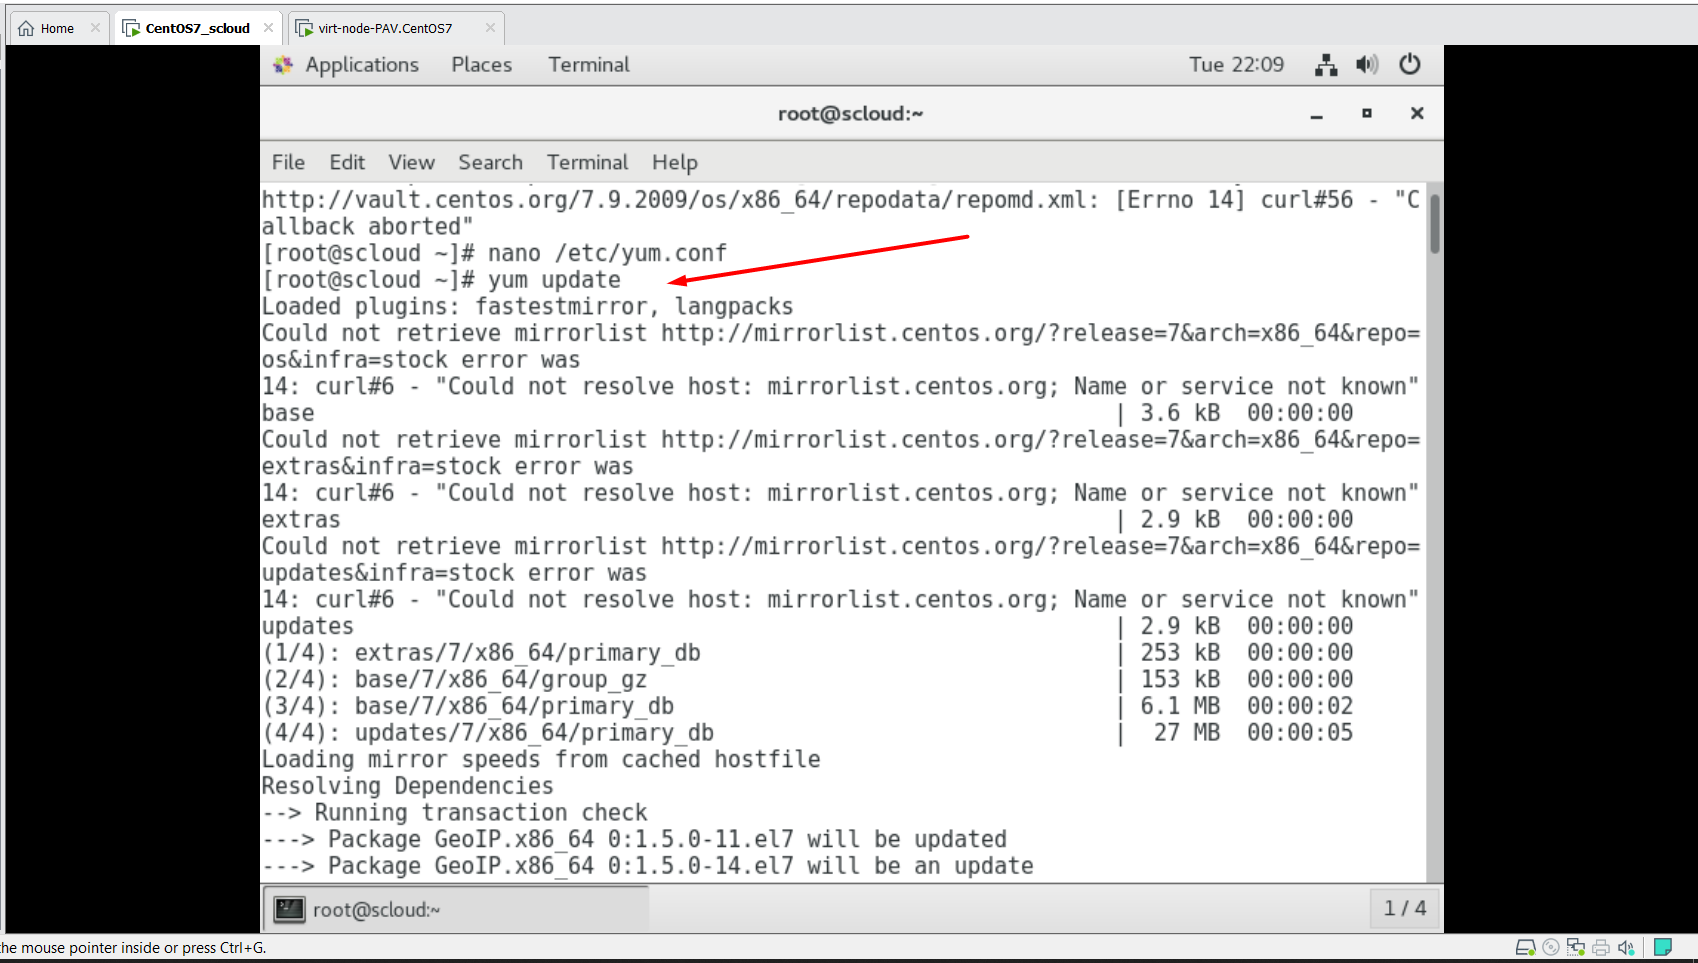 Home
CentOS7_scloud
virt-node-PAV.CentOS7
Applications Places Terminal Tue 22:09
root@scloud:~
File Edit View Search Terminal Help
http://vault.centos.org/7.9.2009/os/x86_64/repodata/repomd.xml: [Errno 14] curl#56 - "C
allback aborted"
[root@scloud ~]# nano /etc/yum.conf
[root@scloud ~]# yum update
Loaded plugins: fastestmirror, langpacks
Could not retrieve mirrorlist http://mirrorlist.centos.org/?release=7&arch=x86_64&repo=
os&infra=stock error was
14: curl#6 - "Could not resolve host: mirrorlist.centos.org; Name or service not known"
base | 3.6 kB 00:00:00
Could not retrieve mirrorlist http://mirrorlist.centos.org/?release=7&arch=x86_64&repo=
extras&infra=stock error was
14: curl#6 - "Could not resolve host: mirrorlist.centos.org; Name or service not known"
extras | 2.9 kB 00:00:00
Could not retrieve mirrorlist http://mirrorlist.centos.org/?release=7&arch=x86_64&repo=
updates&infra=stock error was
14: curl#6 - "Could not resolve host: mirrorlist.centos.org; Name or service not known"
updates | 2.9 kB 00:00:00
(1/4): extras/7/x86_64/primary_db | 253 kB 00:00:00
(2/4): base/7/x86_64/group_gz | 153 kB 00:00:00
(3/4): base/7/x86_64/primary_db | 6.1 MB 00:00:02
(4/4): updates/7/x86_64/primary_db | 27 MB 00:00:05
Loading mirror speeds from cached hostfile
Resolving Dependencies
--> Running transaction check
---> Package GeoIP.x86_64 0:1.5.0-11.el7 will be updated
---> Package GeoIP.x86_64 0:1.5.0-14.el7 will be an update
root@scloud:~ 1 / 4
the mouse pointer inside or press Ctrl+G.